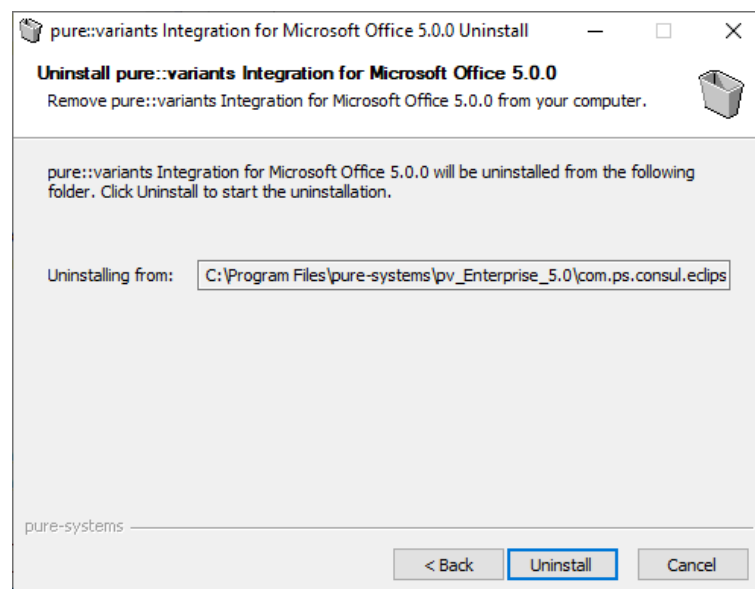 pure::variants Integration for Microsoft Office 5.0.0 Uninstall
Uninstall pure::variants Integration for Microsoft Office 5.0.0
Remove pure::variants Integration for Microsoft Office 5.0.0 from your computer.
pure::variants Integration for Microsoft Office 5.0.0 will be uninstalled from the following
folder. Click Uninstall to start the uninstallation.
Uninstalling from: C:\Program Files\pure-systems\pv_Enterprise_5.0\com.ps.consul.eclips
pure-systems
< Back Uninstall Cancel